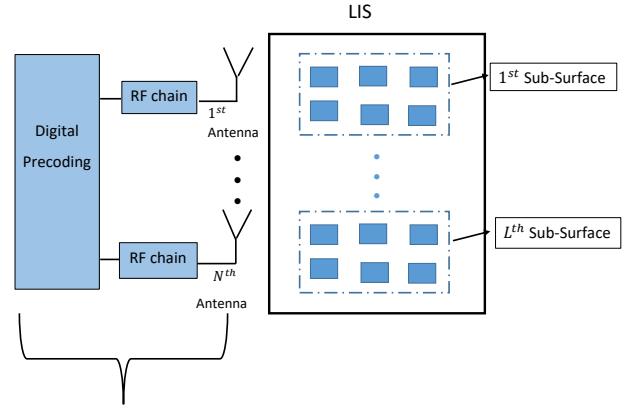 LIS
Digital
Precoding
RF chain
1st
Antenna
1st Sub-Surface
RF chain
Nth
Antenna
Lth Sub-Surface